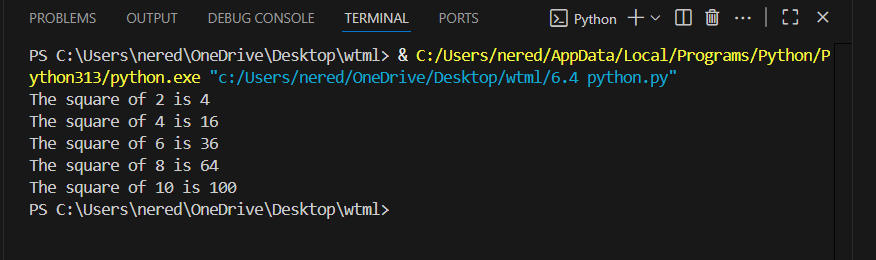 PROBLEMS OUTPUT DEBUG CONSOLE TERMINAL PORTS Python
PS C:\Users\nered\OneDrive\Desktop\wtml> & C:/Users/nered/AppData/Local/Programs/Python/P
ython313/python.exe "c:/Users/nered/OneDrive/Desktop/wtml/6.4 python.py"
The square of 2 is 4
The square of 4 is 16
The square of 6 is 36
The square of 8 is 64
The square of 10 is 100
PS C:\Users\nered\OneDrive\Desktop\wtml>